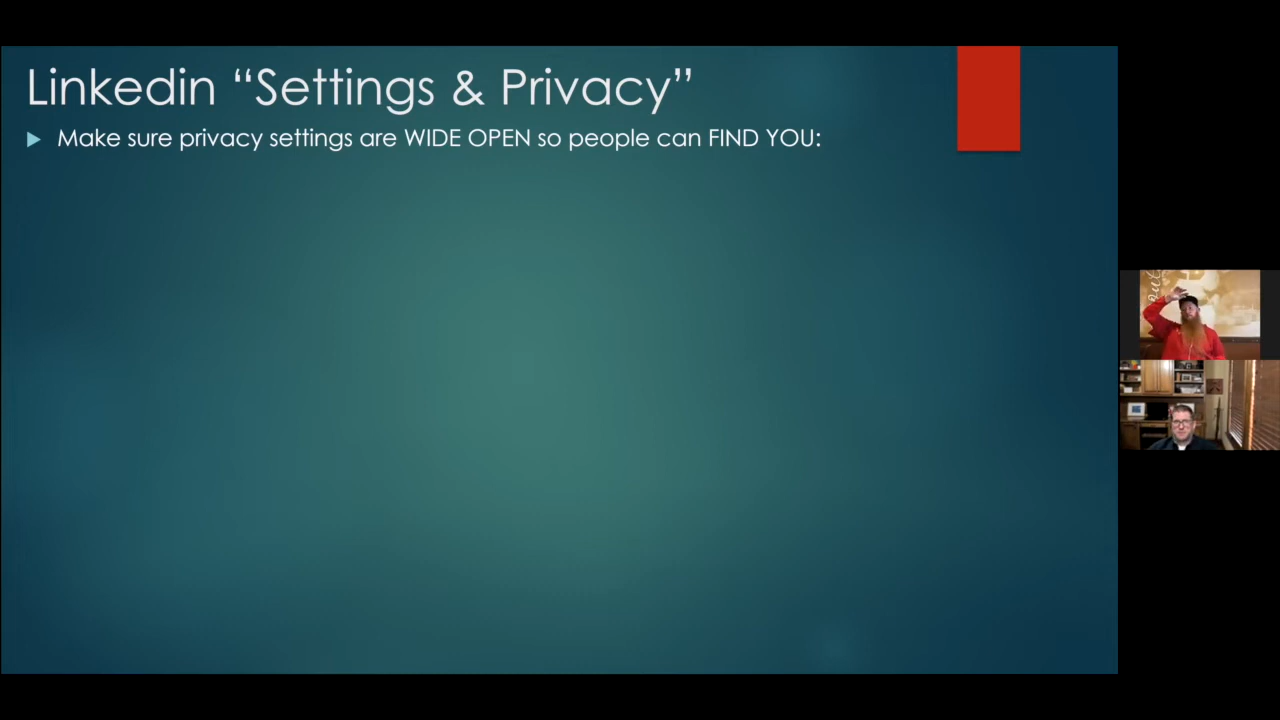 Linkedin “Settings & Privacy”
Make sure privacy settings are WIDE OPEN so people can FIND YOU: